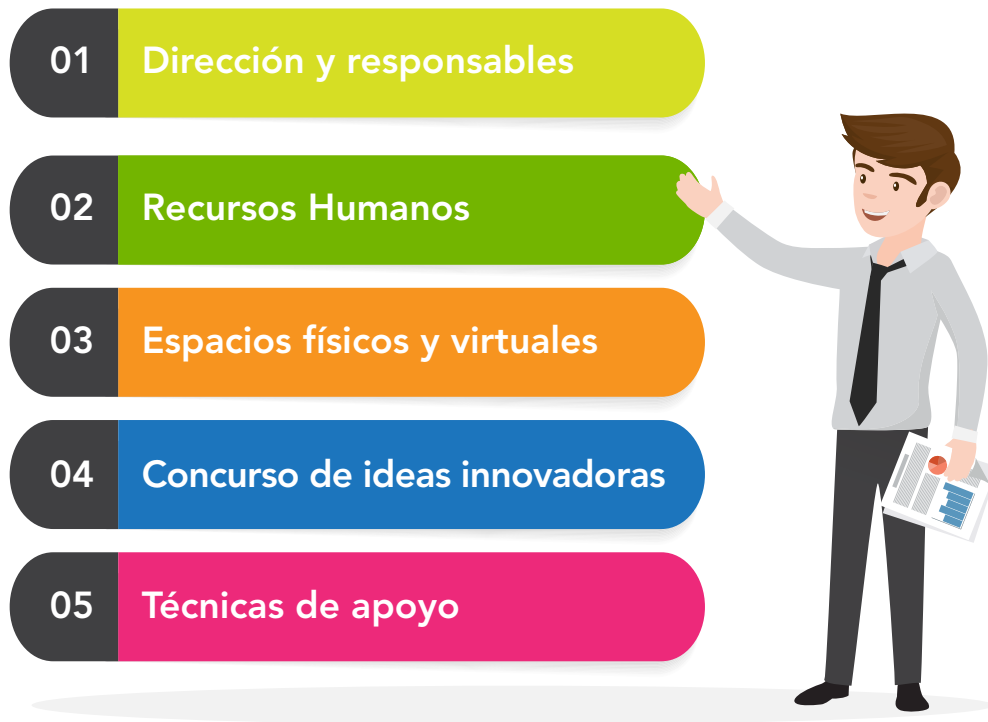 01 Dirección y responsables
02 Recursos Humanos
03 Espacios físicos y virtuales
04 Concurso de ideas innovadoras
05 Técnicas de apoyo